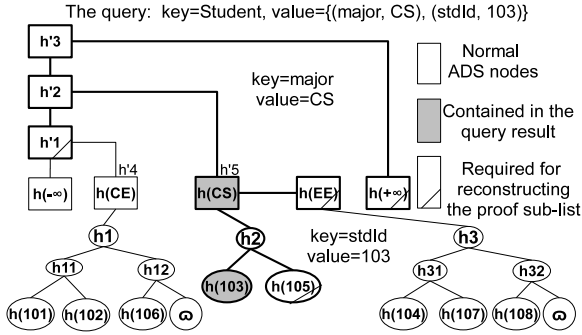 The query: key=Student, value={(major, CS), (stdId, 103)}
h'3
h'2
h'1
key=major
value=CS
Normal
ADS nodes
Contained in the
query result
Required for
reconstructing
the proof sub-list
h'4
h'5
h(-∞)
h(CE)
h(CS)
h(EE)
h(+∞)
h1
h2
key=stdId
value=103
h3
h11
h12
h(103)
h(105)
h31
h32
h(101)
h(102)
h(106)
ϖ
h(104)
h(107)
h(108)
ϖ